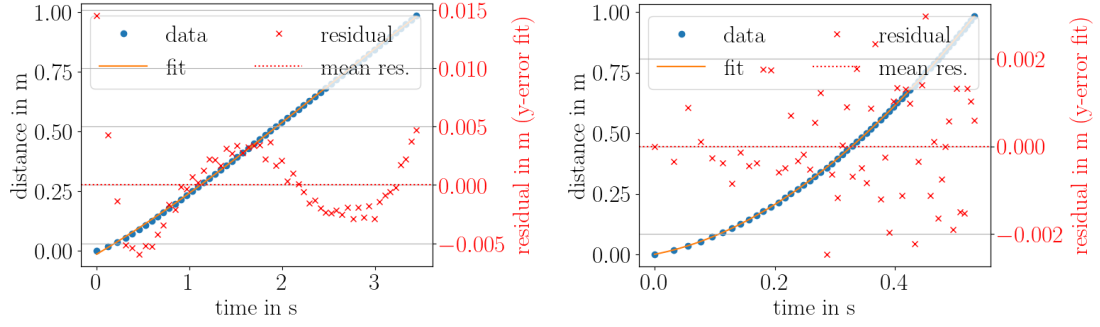 1.00
0.75
0.50
0.25
0.00
distance in m
0
1
2
3
time in s
0.015
0.010
0.005
0.000
−0.005
residual in m (y-error fit)
data
residual
fit
mean res.
1.00
0.75
0.50
0.25
0.00
distance in m
0.0
0.2
0.4
time in s
0.002
0.000
−0.002
residual in m (y-error fit)
data
residual
fit
mean res.